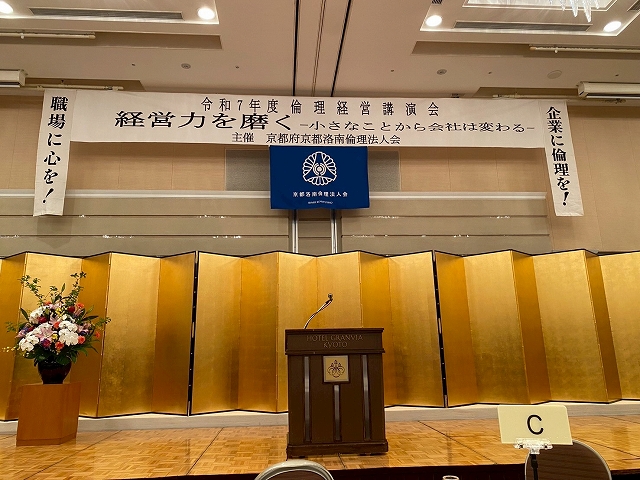 令和7年度倫理経営講演会
経営力を磨く-小さなことから会社は変わる-
主催 京都府京都洛南倫理法人会
職場に心を!
企業に倫理を!
京都洛南倫理法人会
HOTEL GRANVIA
KYOTO
C